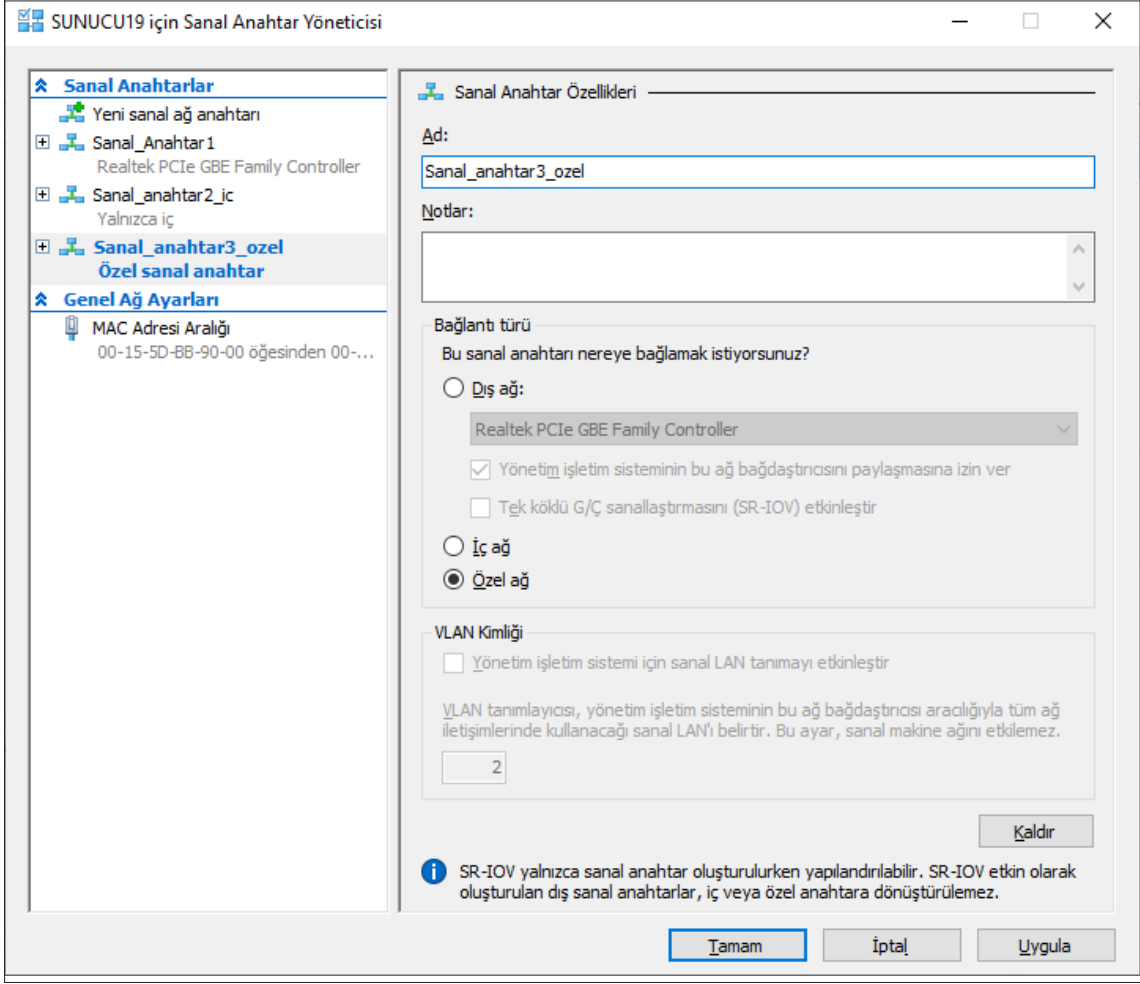 SUNUCU19 için Sanal Anahtar Yöneticisi
Sanal Anahtarlar
Yeni sanal ağ anahtarı
Sanal_Anahtar1
Realtek PCIe GBE Family Controller
Sanal_anahtar2_ic
Yalnızca iç
Sanal_anahtar3_ozel
Özel sanal anahtar
Genel Ağ Ayarları
MAC Adresi Aralığı
00-15-5D-BB-90-00 öğesinden 00-...
Sanal Anahtar Özellikleri
Ad:
Sanal_anahtar3_ozel
Notlar:
Bağlantı türü
Bu sanal anahtarı nereye bağlamak istiyorsunuz?
Dış ağ:
Realtek PCIe GBE Family Controller
Yönetim işletim sisteminin bu ağ bağdaştırıcısını paylaşmasına izin ver
Tek köklü G/Ç sanallaştırmasını (SR-IOV) etkinleştir
İç ağ
Özel ağ
VLAN Kimliği
Yönetim işletim sistemi için sanal LAN tanımayı etkinleştir
VLAN tanımlayıcısı, yönetim işletim sisteminin bu ağ bağdaştırıcısı aracılığıyla tüm ağ
iletişimlerinde kullanacağı sanal LAN'ı belirtir. Bu ayar, sanal makine ağını etkilemez.
2
Kaldır
SR-IOV yalnızca sanal anahtar oluşturulurken yapılandırılabilir. SR-IOV etkin olarak
oluşturulan dış sanal anahtarlar, iç veya özel anahtara dönüştürülemez.
Tamam
İptal
Uygula